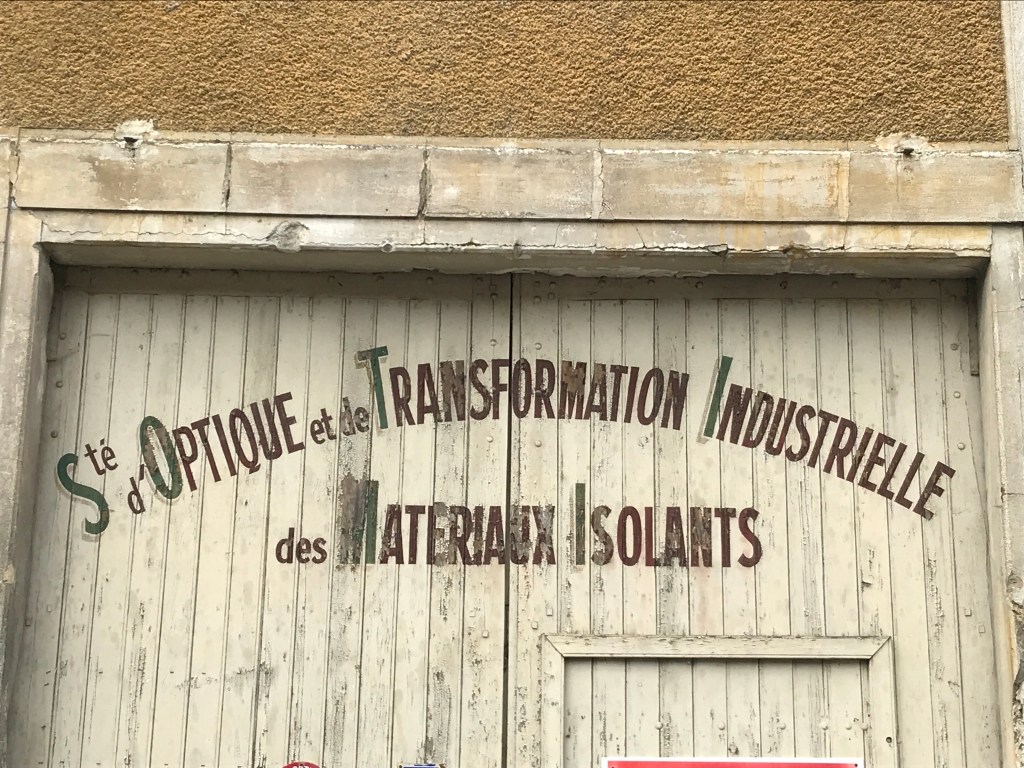 Sté d'OPTIQUE et de TRANSFORMATION INDUSTRIELLE
des MATERIAUX ISOLANTS